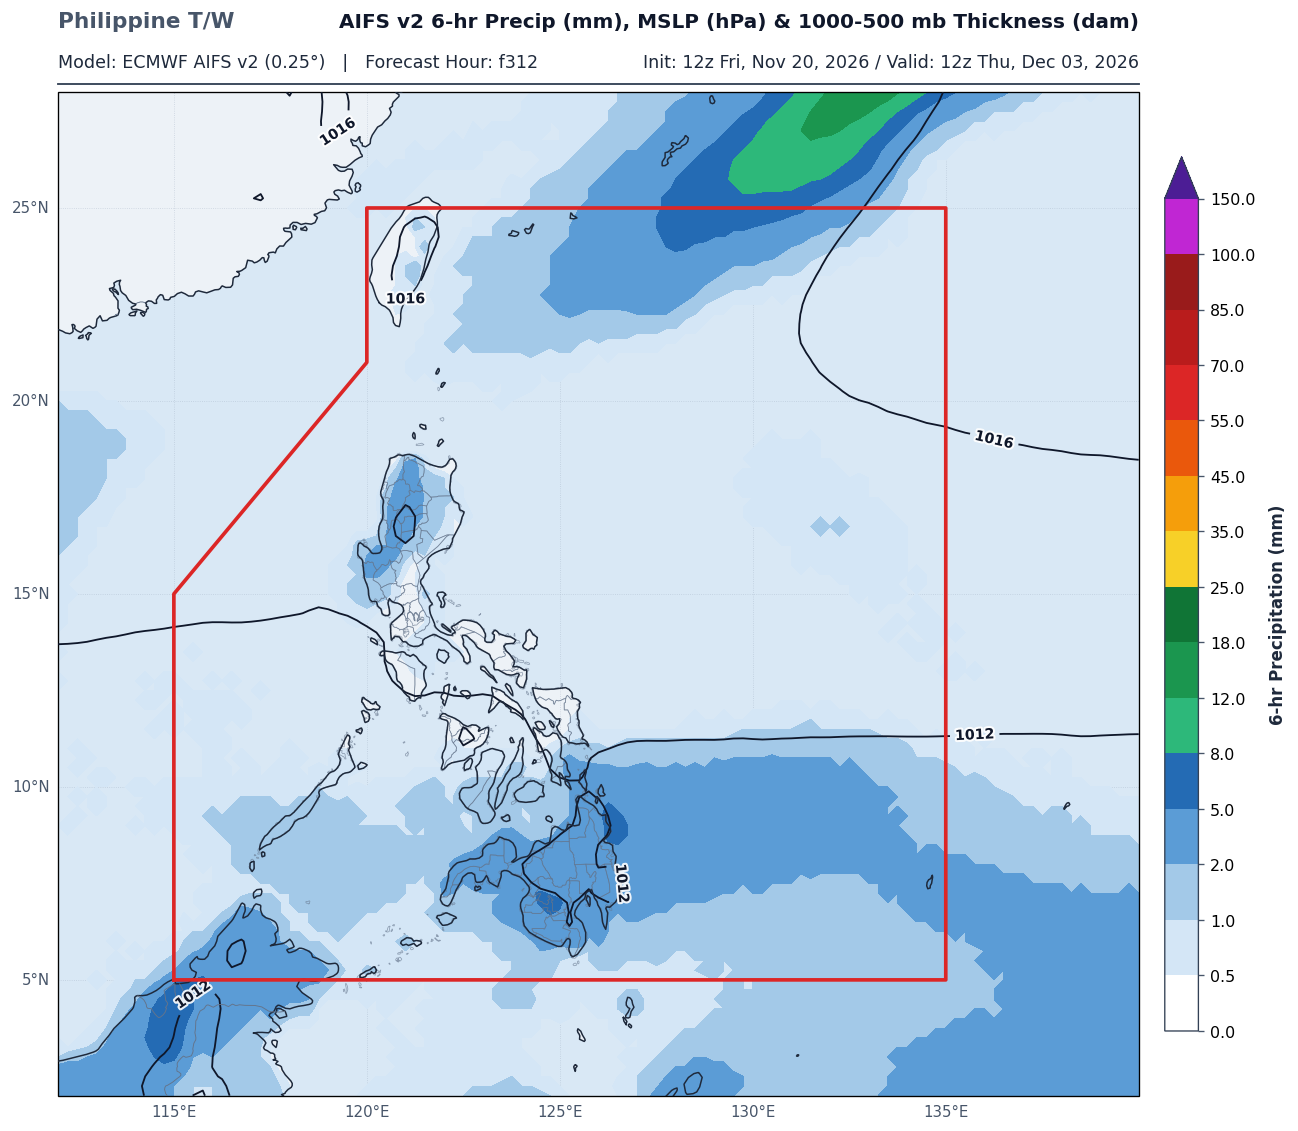 Philippine T/W
AIFS v2 6-hr Precip (mm), MSLP (hPa) & 1000-500 mb Thickness (dam)
Model: ECMWF AIFS v2 (0.25°)   |   Forecast Hour: f312
Init: 12z Fri, Nov 20, 2026 / Valid: 12z Thu, Dec 03, 2026
1016
25°N
1016
20°N
1016
15°N
1012
10°N
1012
5°N
1012
115°E
120°E
125°E
130°E
135°E
150.0
100.0
85.0
70.0
55.0
45.0
35.0
25.0
18.0
12.0
8.0
5.0
2.0
1.0
0.5
0.0
6-hr Precipitation (mm)